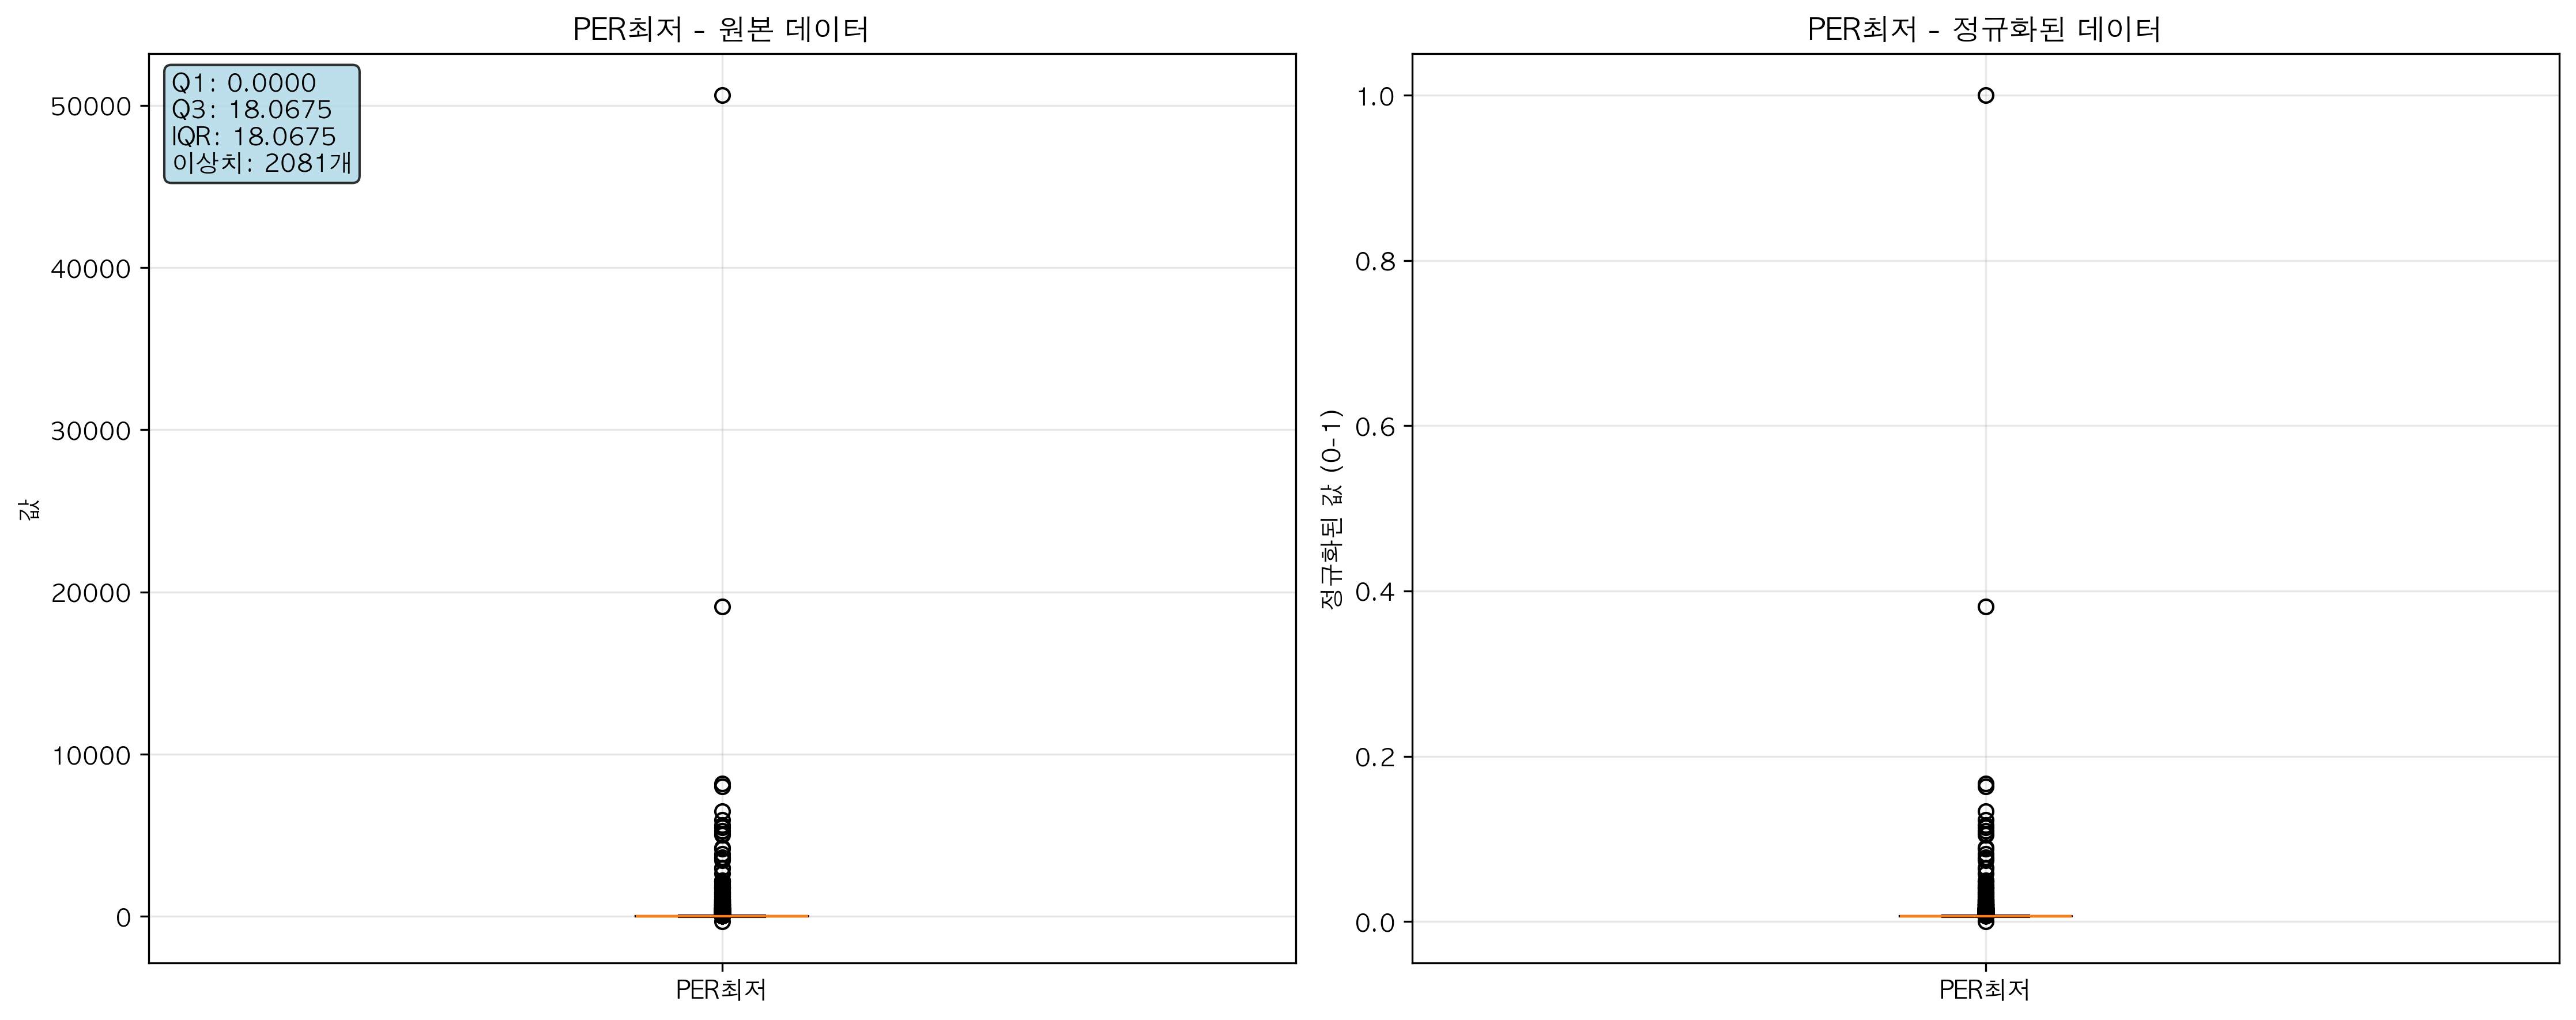 PER최저 - 원본 데이터
Q1: 0.0000
Q3: 18.0675
IQR: 18.0675
이상치: 2081개
50000
40000
30000
20000
10000
0
값
PER최저
PER최저 - 정규화된 데이터
1.0
0.8
0.6
0.4
0.2
0.0
정규화된 값 (0-1)
PER최저